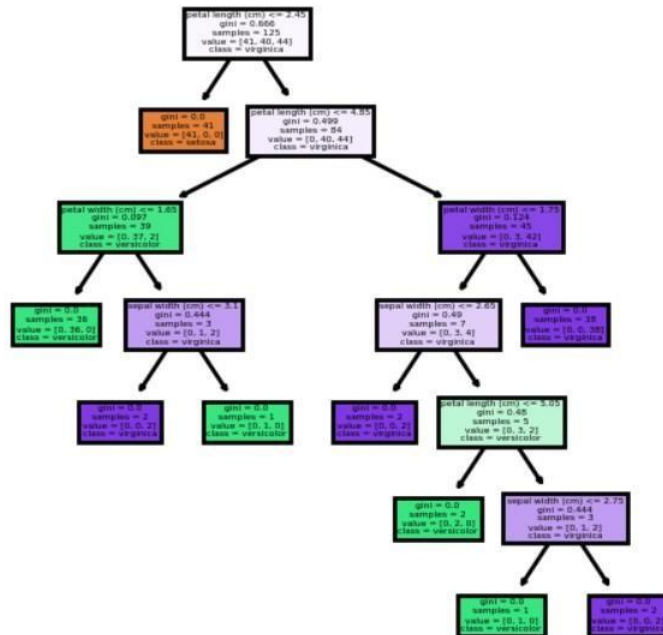 petal length (cm) <= 2.45
gini = 0.666
samples = 125
value = [41, 40, 44]
class = virginica
gini = 0.0
samples = 41
value = [41, 0, 0]
class = setosa
petal length (cm) <= 4.85
gini = 0.499
samples = 84
value = [0, 40, 44]
class = virginica
petal width (cm) <= 1.65
gini = 0.097
samples = 39
value = [0, 37, 2]
class = versicolor
petal width (cm) <= 1.75
gini = 0.124
samples = 45
value = [0, 3, 42]
class = virginica
gini = 0.0
samples = 36
value = [0, 36, 0]
class = versicolor
sepal width (cm) <= 3.1
gini = 0.444
samples = 3
value = [0, 1, 2]
class = virginica
sepal width (cm) <= 2.65
gini = 0.49
samples = 7
value = [0, 3, 4]
class = virginica
gini = 0.0
samples = 38
value = [0, 0, 38]
class = virginica
gini = 0.0
samples = 2
value = [0, 0, 2]
class = virginica
gini = 0.0
samples = 1
value = [0, 1, 0]
class = versicolor
gini = 0.0
samples = 2
value = [0, 0, 2]
class = virginica
petal length (cm) <= 5.05
gini = 0.48
samples = 5
value = [0, 3, 2]
class = versicolor
gini = 0.0
samples = 2
value = [0, 2, 0]
class = versicolor
sepal width (cm) <= 2.75
gini = 0.444
samples = 3
value = [0, 1, 2]
class = virginica
gini = 0.0
samples = 1
value = [0, 1, 0]
class = versicolor
gini = 0.0
samples = 2
value = [0, 0, 2]
class = virginica